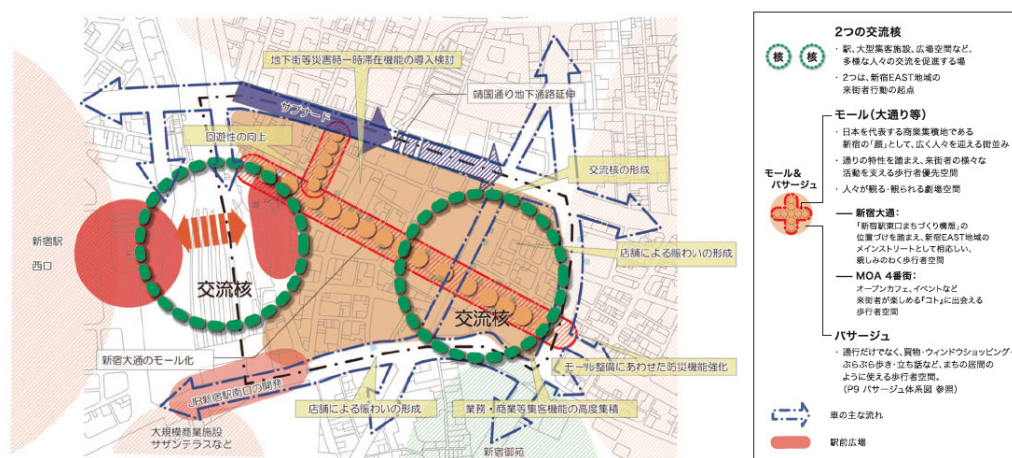 地下街等災害時一時滞在機能の導入検討
靖国通り地下通路延伸
サブナード
回遊性の向上
交流核の形成
新宿駅
西口
店舗による賑わいの形成
交流核
交流核
新宿大通のモール化
モール整備にあわせた防災機能強化
JR新宿駅南口の開発
店舗による賑わいの形成
業務・商業等集客機能の高度集積
大規模商業施設
サザンテラスなど
新宿御苑
2つの交流核
核 核
・駅、大型集客施設、広場空間など、
多様な人々の交流を促進する場
・2つは、新宿EAST地域の
来街者行動の起点
モール(大通り等)
・日本を代表する商業集積地である
新宿の「顔」として、広く人々を迎える街並み
・通りの特性を踏まえ、来街者の様々な
活動を支える歩行者優先空間
・人々が観る・観られる劇場空間
モール&
パサージュ
新宿大通:
「新宿駅東口まちづくり構想」の
位置づけを踏まえ、新宿EAST地域の
メインストリートとして相応しい、
親しみのわく歩行者空間
MOA 4番街:
オープンカフェ、イベントなど
来街者が楽しめる『コト』に出会える
歩行者空間
パサージュ
・通行だけでなく、買物・ウィンドウショッピング・
ぶらぶら歩き・立ち話など、まちの居間の
ように使える歩行者空間。
(P9 パサージュ体系図 参照)
車の主な流れ
駅前広場